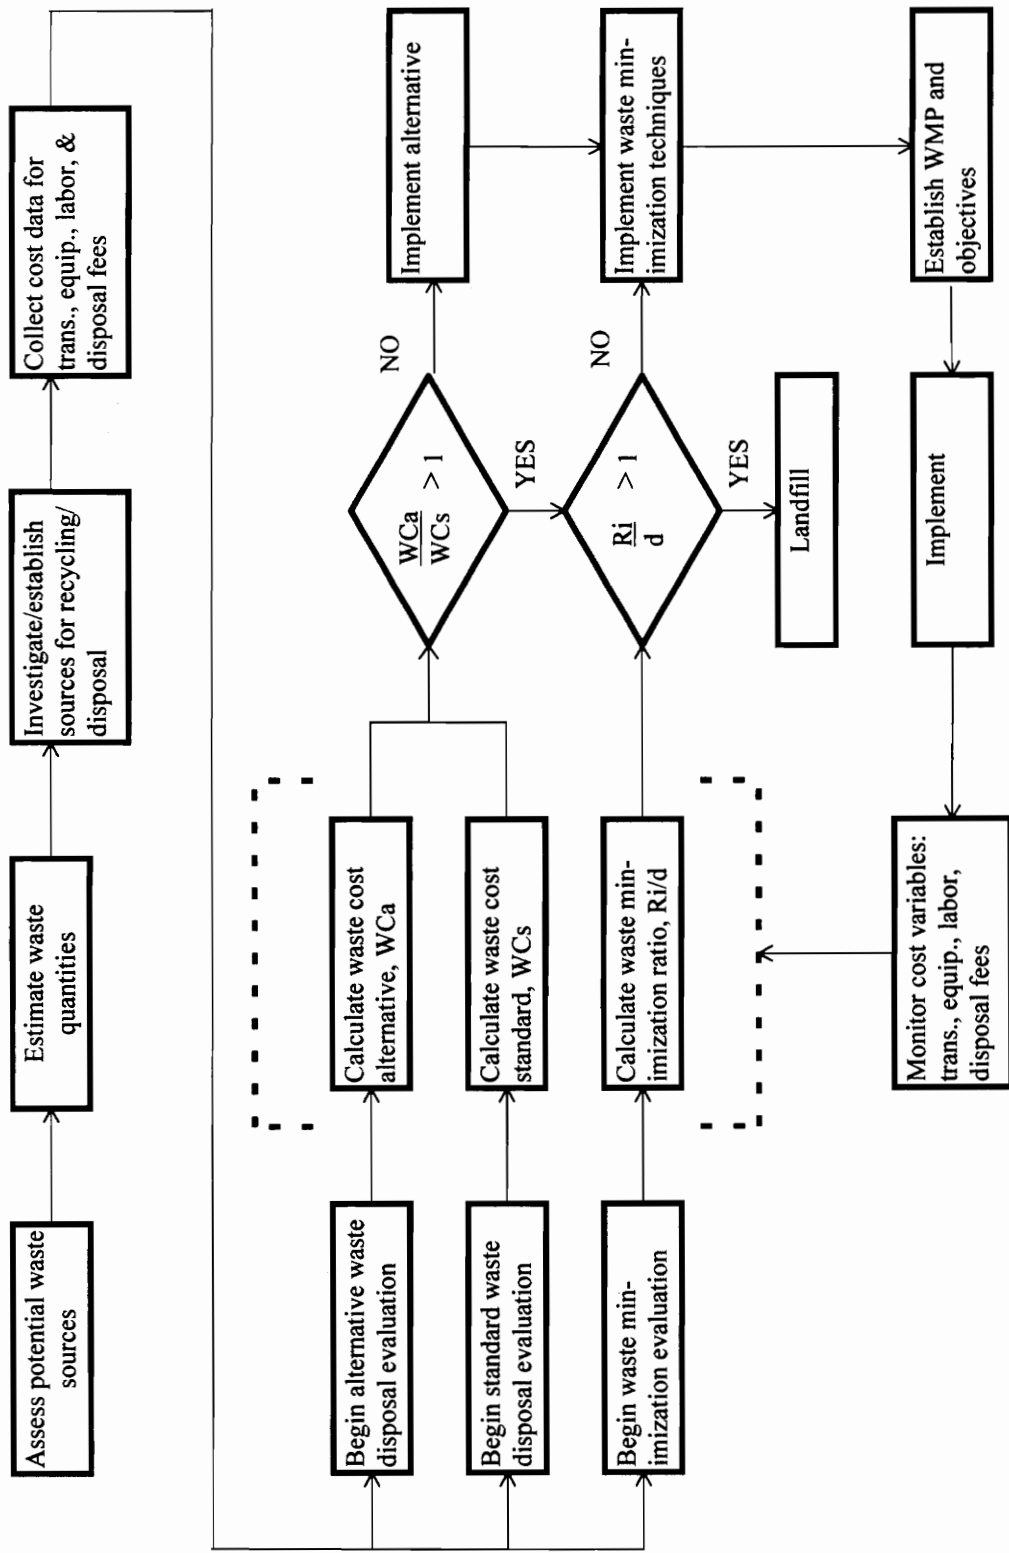 Assess potential waste
sources
Estimate waste
quantities
Investigate/establish
sources for recycling/
disposal
Collect cost data for
trans., equip., labor, &
disposal fees
Begin alternative waste
disposal evaluation
Calculate waste cost
alternative, WCa
Begin standard waste
disposal evaluation
Calculate waste cost
standard, WCs
WCa
WCs
> 1
NO
Implement alternative
YES
Begin waste min-
imization evaluation
Calculate waste min-
imization ratio, Ri/d
Ri
d
> 1
NO
Implement waste min-
imization techniques
YES
Landfill
Monitor cost variables:
trans., equip., labor,
disposal fees
Implement
Establish WMP and
objectives